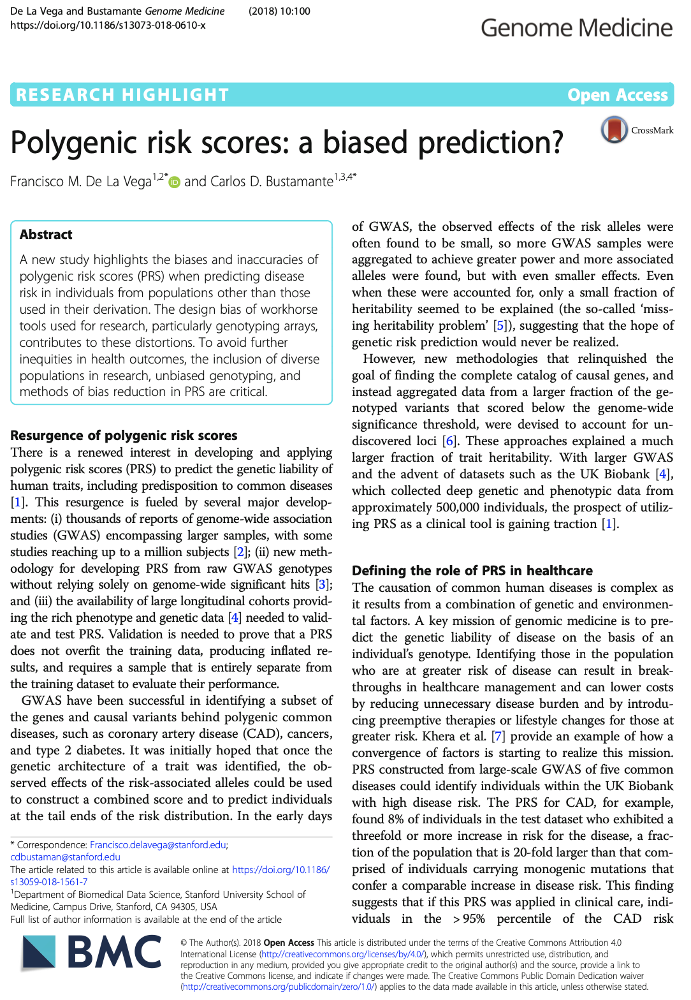 De La Vega and Bustamante Genome Medicine (2018) 10:100
https://doi.org/10.1186/s13073-018-0610-x
Genome Medicine
RESEARCH HIGHLIGHT
Open Access
Polygenic risk scores: a biased prediction?
CrossMark
Francisco M. De La Vega1,2* iD and Carlos D. Bustamante1,3,4*
Abstract
A new study highlights the biases and inaccuracies of
polygenic risk scores (PRS) when predicting disease
risk in individuals from populations other than those
used in their derivation. The design bias of workhorse
tools used for research, particularly genotyping arrays,
contributes to these distortions. To avoid further
inequities in health outcomes, the inclusion of diverse
populations in research, unbiased genotyping, and
methods of bias reduction in PRS are critical.
Resurgence of polygenic risk scores
There is a renewed interest in developing and applying
polygenic risk scores (PRS) to predict the genetic liability of
human traits, including predisposition to common diseases
[1]. This resurgence is fueled by several major develop-
ments: (i) thousands of reports of genome-wide association
studies (GWAS) encompassing larger samples, with some
studies reaching up to a million subjects [2]; (ii) new meth-
odology for developing PRS from raw GWAS genotypes
without relying solely on genome-wide significant hits [3];
and (iii) the availability of large longitudinal cohorts provid-
ing the rich phenotype and genetic data [4] needed to valid-
ate and test PRS. Validation is needed to prove that a PRS
does not overfit the training data, producing inflated re-
sults, and requires a sample that is entirely separate from
the training dataset to evaluate their performance.
GWAS have been successful in identifying a subset of
the genes and causal variants behind polygenic common
diseases, such as coronary artery disease (CAD), cancers,
and type 2 diabetes. It was initially hoped that once the
genetic architecture of a trait was identified, the ob-
served effects of the risk-associated alleles could be used
to construct a combined score and to predict individuals
at the tail ends of the risk distribution. In the early days
of GWAS, the observed effects of the risk alleles were
often found to be small, so more GWAS samples were
aggregated to achieve greater power and more associated
alleles were found, but with even smaller effects. Even
when these were accounted for, only a small fraction of
heritability seemed to be explained (the so-called ‘miss-
ing heritability problem’ [5]), suggesting that the hope of
genetic risk prediction would never be realized.
However, new methodologies that relinquished the
goal of finding the complete catalog of causal genes, and
instead aggregated data from a larger fraction of the ge-
notyped variants that scored below the genome-wide
significance threshold, were devised to account for un-
discovered loci [6]. These approaches explained a much
larger fraction of trait heritability. With larger GWAS
and the advent of datasets such as the UK Biobank [4],
which collected deep genetic and phenotypic data from
approximately 500,000 individuals, the prospect of utiliz-
ing PRS as a clinical tool is gaining traction [1].
Defining the role of PRS in healthcare
The causation of common human diseases is complex as
it results from a combination of genetic and environmen-
tal factors. A key mission of genomic medicine is to pre-
dict the genetic liability of disease on the basis of an
individual’s genotype. Identifying those in the population
who are at greater risk of disease can result in break-
throughs in healthcare management and can lower costs
by reducing unnecessary disease burden and by introdu-
cing preemptive therapies or lifestyle changes for those at
greater risk. Khera et al. [7] provide an example of how a
convergence of factors is starting to realize this mission.
PRS constructed from large-scale GWAS of five common
diseases could identify individuals within the UK Biobank
with high disease risk. The PRS for CAD, for example,
found 8% of individuals in the test dataset who exhibited a
threefold or more increase in risk for the disease, a frac-
tion of the population that is 20-fold larger than that com-
prised of individuals carrying monogenic mutations that
confer a comparable increase in disease risk. This finding
suggests that if this PRS was applied in clinical care, indi-
viduals in the > 95% percentile of the CAD risk
* Correspondence: Francisco.delavega@stanford.edu;
cdbustaman@stanford.edu
The article related to this article is available online at https://doi.org/10.1186/
s13059-018-1561-7
1Department of Biomedical Data Science, Stanford University School of
Medicine, Campus Drive, Stanford, CA 94305, USA
Full list of author information is available at the end of the article
BMC
© The Author(s). 2018 Open Access This article is distributed under the terms of the Creative Commons Attribution 4.0
International License (http://creativecommons.org/licenses/by/4.0/), which permits unrestricted use, distribution, and
reproduction in any medium, provided you give appropriate credit to the original author(s) and the source, provide a link to
the Creative Commons license, and indicate if changes were made. The Creative Commons Public Domain Dedication waiver
(http://creativecommons.org/publicdomain/zero/1.0/) applies to the data made available in this article, unless otherwise stated.